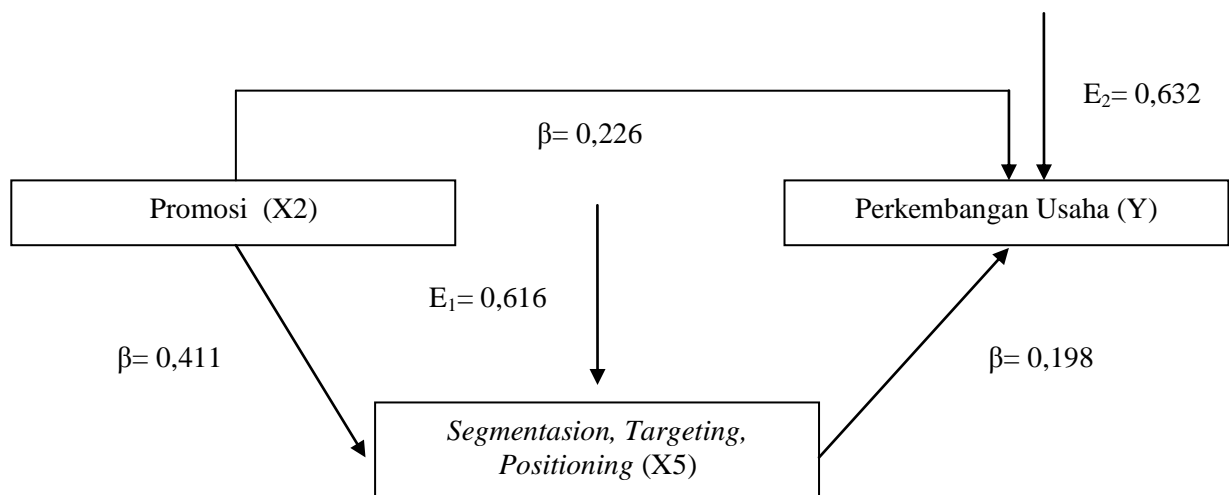 E₂= 0,632
β= 0,226
Promosi (X2)
Perkembangan Usaha (Y)
E₁= 0,616
β= 0,411
β= 0,198
Segmentasion, Targeting,
Positioning (X5)